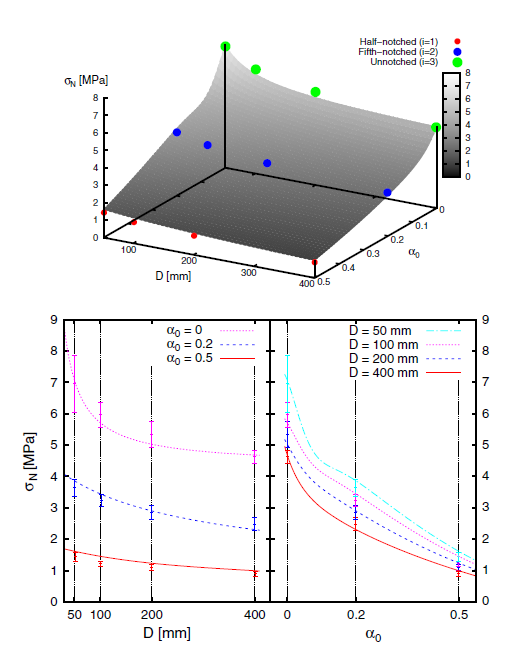 Half-notched (i=1)
Fifth-notched (i=2)
Unnotched (i=3)
σN [MPa]
8
7
6
5
4
3
2
1
0
8
7
6
5
4
3
2
1
0
100
200
300
400
D [mm]
0.5
0.4
0.3
0.2
0.1
0
α0
9
8
7
6
5
4
3
2
1
0
σN [MPa]
α0 = 0
α0 = 0.2
α0 = 0.5
50 100 200 400
D [mm]
D = 50 mm
D = 100 mm
D = 200 mm
D = 400 mm
0 0.2 0.5
α0
9
8
7
6
5
4
3
2
1
0